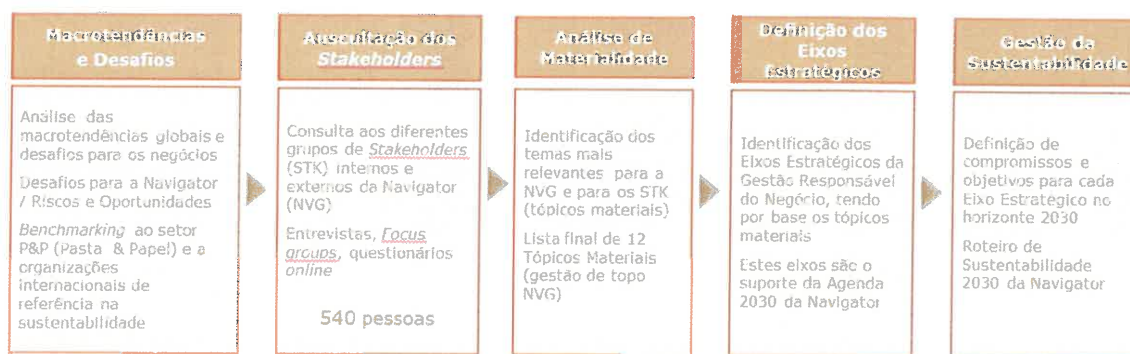 Macrotendências
e Desafios
Análise das
macrotendências globais e
desafios para os negócios
Desafios para a Navigator
/ Riscos e Oportunidades
Benchmarking ao setor
P&P (Pasta & Papel) e a
organizações
internacionais de
referência na
sustentabilidade
Auscultação dos
Stakeholders
Consulta aos diferentes
grupos de Stakeholders
(STK) internos e
externos da Navigator
(NVG)
Entrevistas, Focus
groups, questionários
online
540 pessoas
Análise de
Materialidade
Identificação dos
temas mais
relevantes para a
NVG e para os STK
(tópicos materiais)
Lista final de 12
Tópicos Materiais
(gestão de topo
NVG)
Definição dos
Eixos
Estratégicos
Identificação dos
Eixos Estratégicos da
Gestão Responsável
do Negócio, tendo
por base os tópicos
materiais
Estes eixos são o
suporte da Agenda
2030 da Navigator
Gestão da
Sustentabilidade
Definição de
compromissos e
objetivos para cada
Eixo Estratégico no
horizonte 2030
Roteiro de
Sustentabilidade
2030 da Navigator